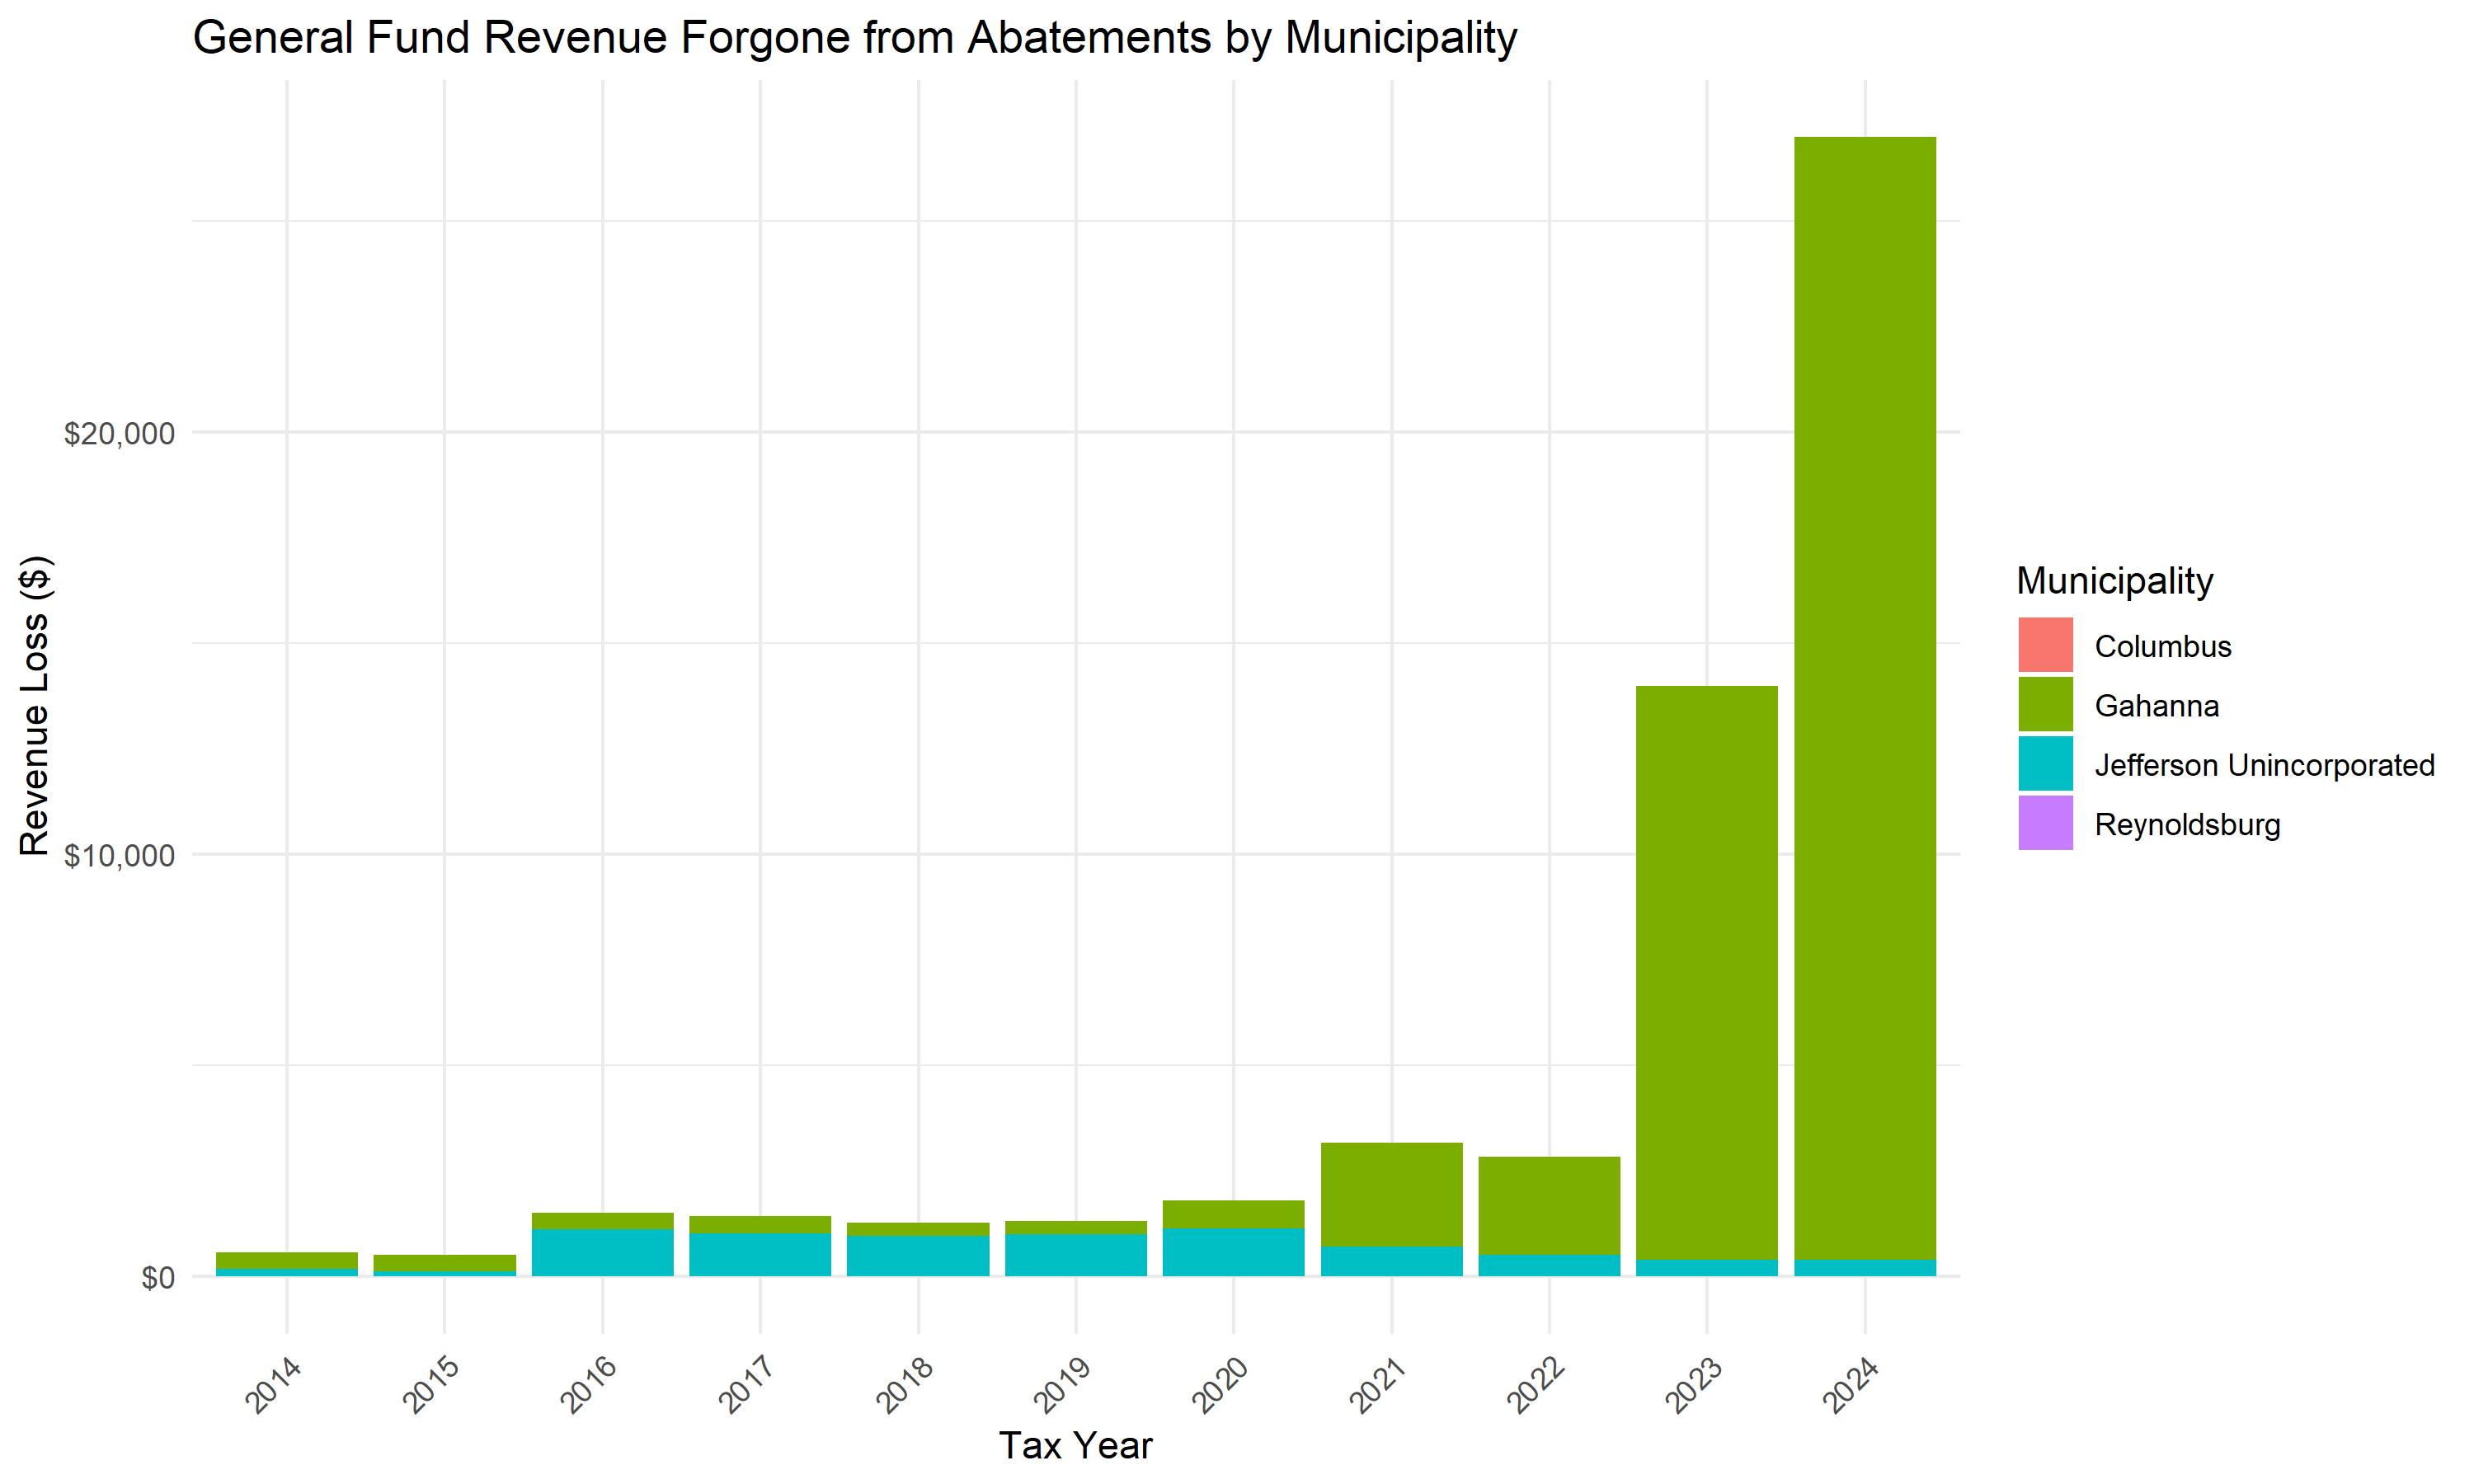 General Fund Revenue Forgone from Abatements by Municipality
Revenue Loss ($)
$20,000
$10,000
$0
2014
2015
2016
2017
2018
2019
2020
2021
2022
2023
2024
Tax Year
Municipality
Columbus
Gahanna
Jefferson Unincorporated
Reynoldsburg